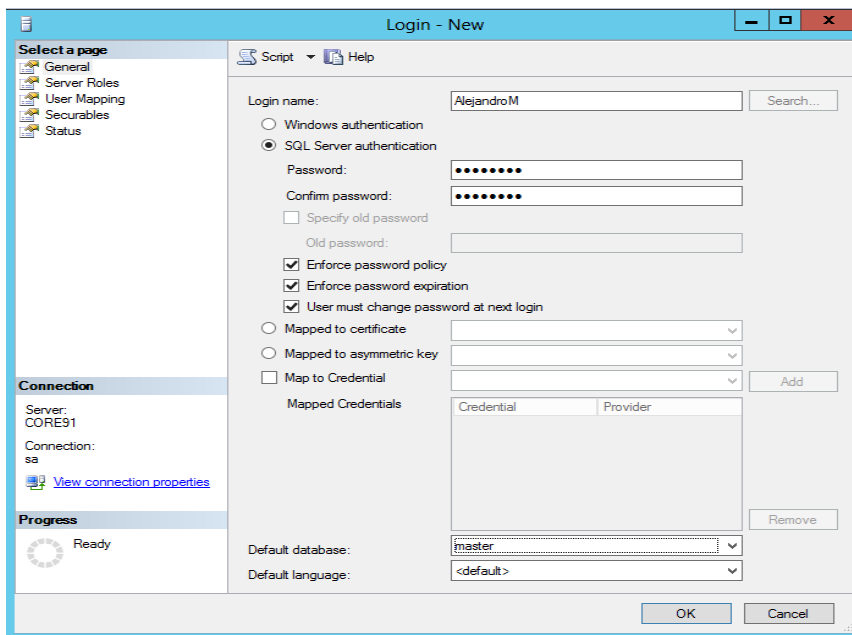 Login - New
Select a page
General
Server Roles
User Mapping
Securables
Status
Script Help
Login name: AlejandroM Search...
Windows authentication
SQL Server authentication
Password: ●●●●●●●●
Confirm password: ●●●●●●●●
Specify old password
Old password:
Enforce password policy
Enforce password expiration
User must change password at next login
Mapped to certificate
Mapped to asymmetric key
Map to Credential Add
Mapped Credentials Credential Provider
Remove
Default database: master
Default language: <default>
Connection
Server:
CORE91
Connection:
sa
View connection properties
Progress
Ready
OK Cancel